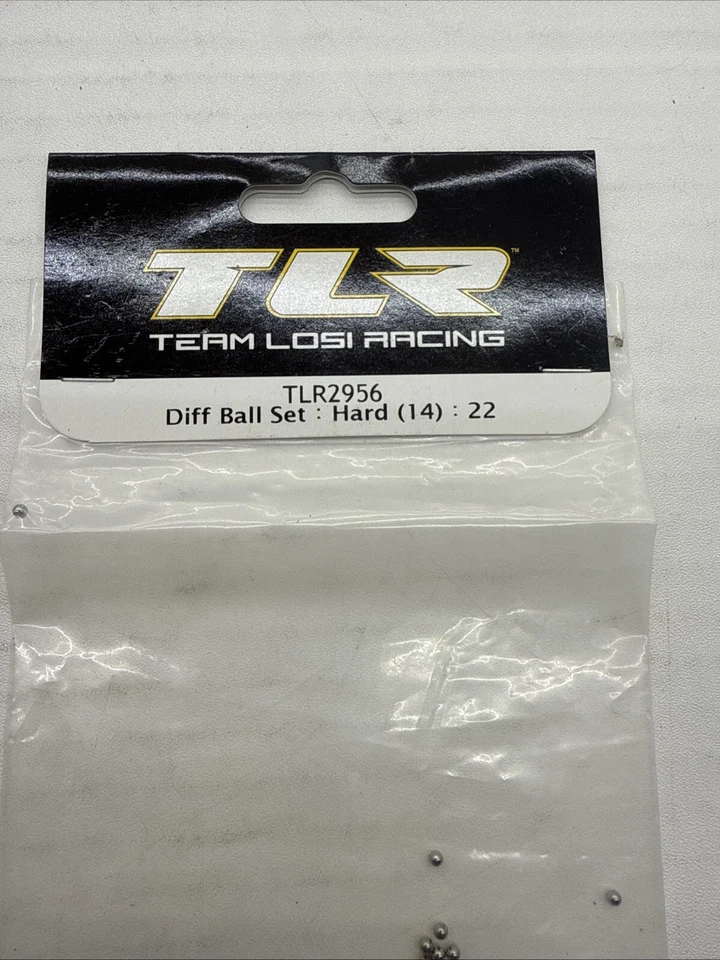 TLR™
TEAM LOSI RACING
TLR2956
Diff Ball Set : Hard (14) : 22